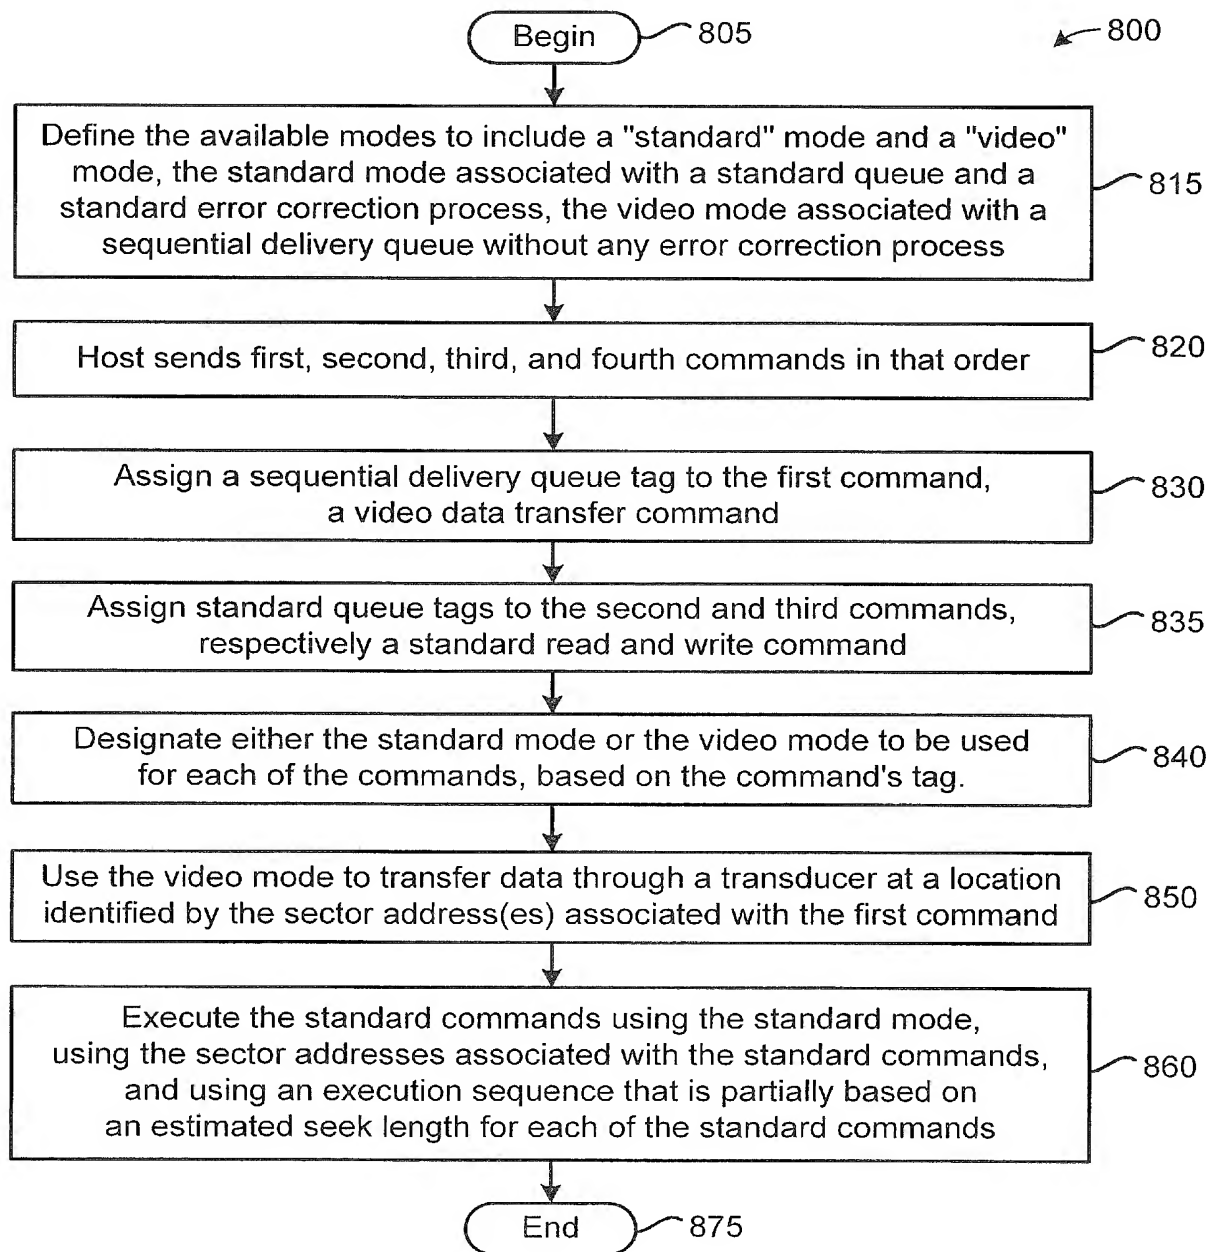 Begin
805
800
Define the available modes to include a "standard" mode and a "video"
mode, the standard mode associated with a standard queue and a
standard error correction process, the video mode associated with a
sequential delivery queue without any error correction process
815
Host sends first, second, third, and fourth commands in that order
820
Assign a sequential delivery queue tag to the first command,
a video data transfer command
830
Assign standard queue tags to the second and third commands,
respectively a standard read and write command
835
Designate either the standard mode or the video mode to be used
for each of the commands, based on the command's tag.
840
Use the video mode to transfer data through a transducer at a location
identified by the sector address(es) associated with the first command
850
Execute the standard commands using the standard mode,
using the sector addresses associated with the standard commands,
and using an execution sequence that is partially based on
an estimated seek length for each of the standard commands
860
End
875